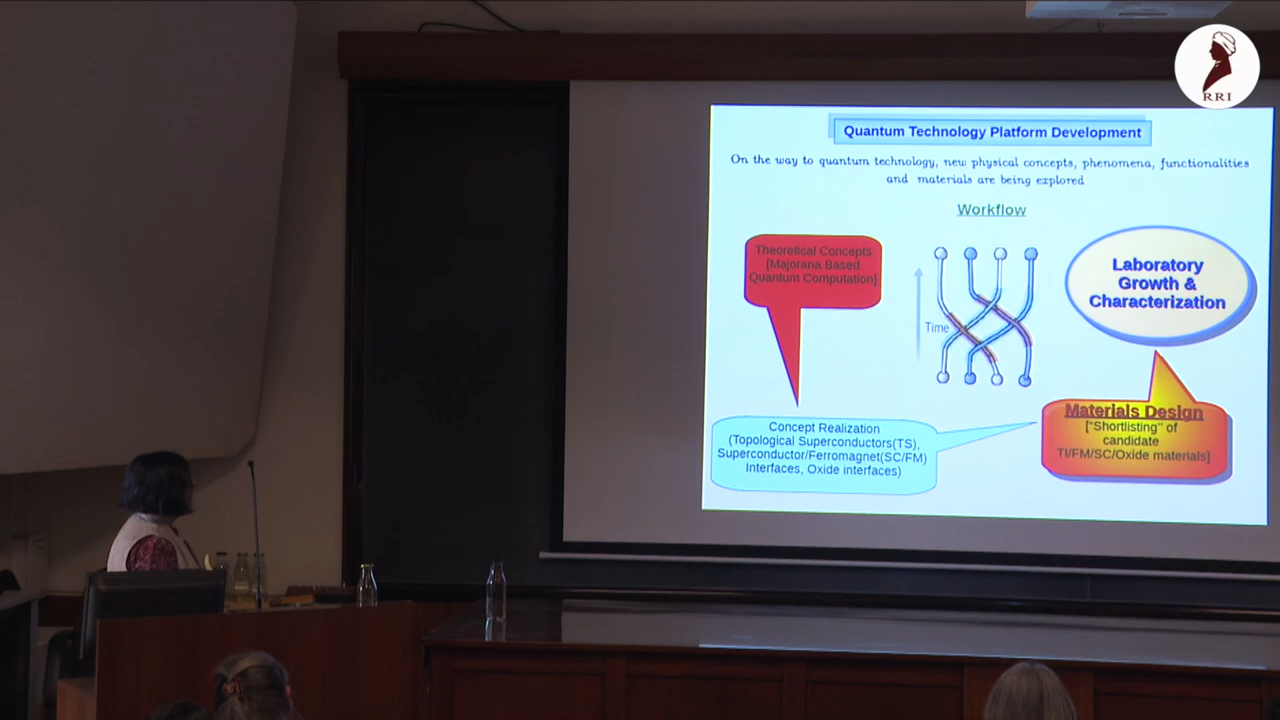 RRI
Quantum Technology Platform Development
On the way to quantum technology, new physical concepts, phenomena, functionalities
and materials are being explored
Workflow
Theoretical Concepts
[Majorana Based
Quantum Computation]
Time
Laboratory
Growth &
Characterization
Concept Realization
(Topological Superconductors(TS),
Superconductor/Ferromagnet(SC/FM)
Interfaces, Oxide interfaces)
Materials Design
["Shortlisting" of
candidate
TI/FM/SC/Oxide materials]